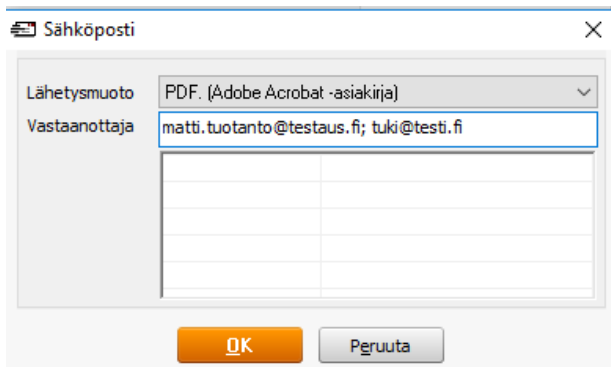 Sähköposti
Lähetysmuoto PDF. (Adobe Acrobat -asiakirja)
Vastaanottaja matti.tuotanto@testaus.fi; tuki@testi.fi
OK Peruuta